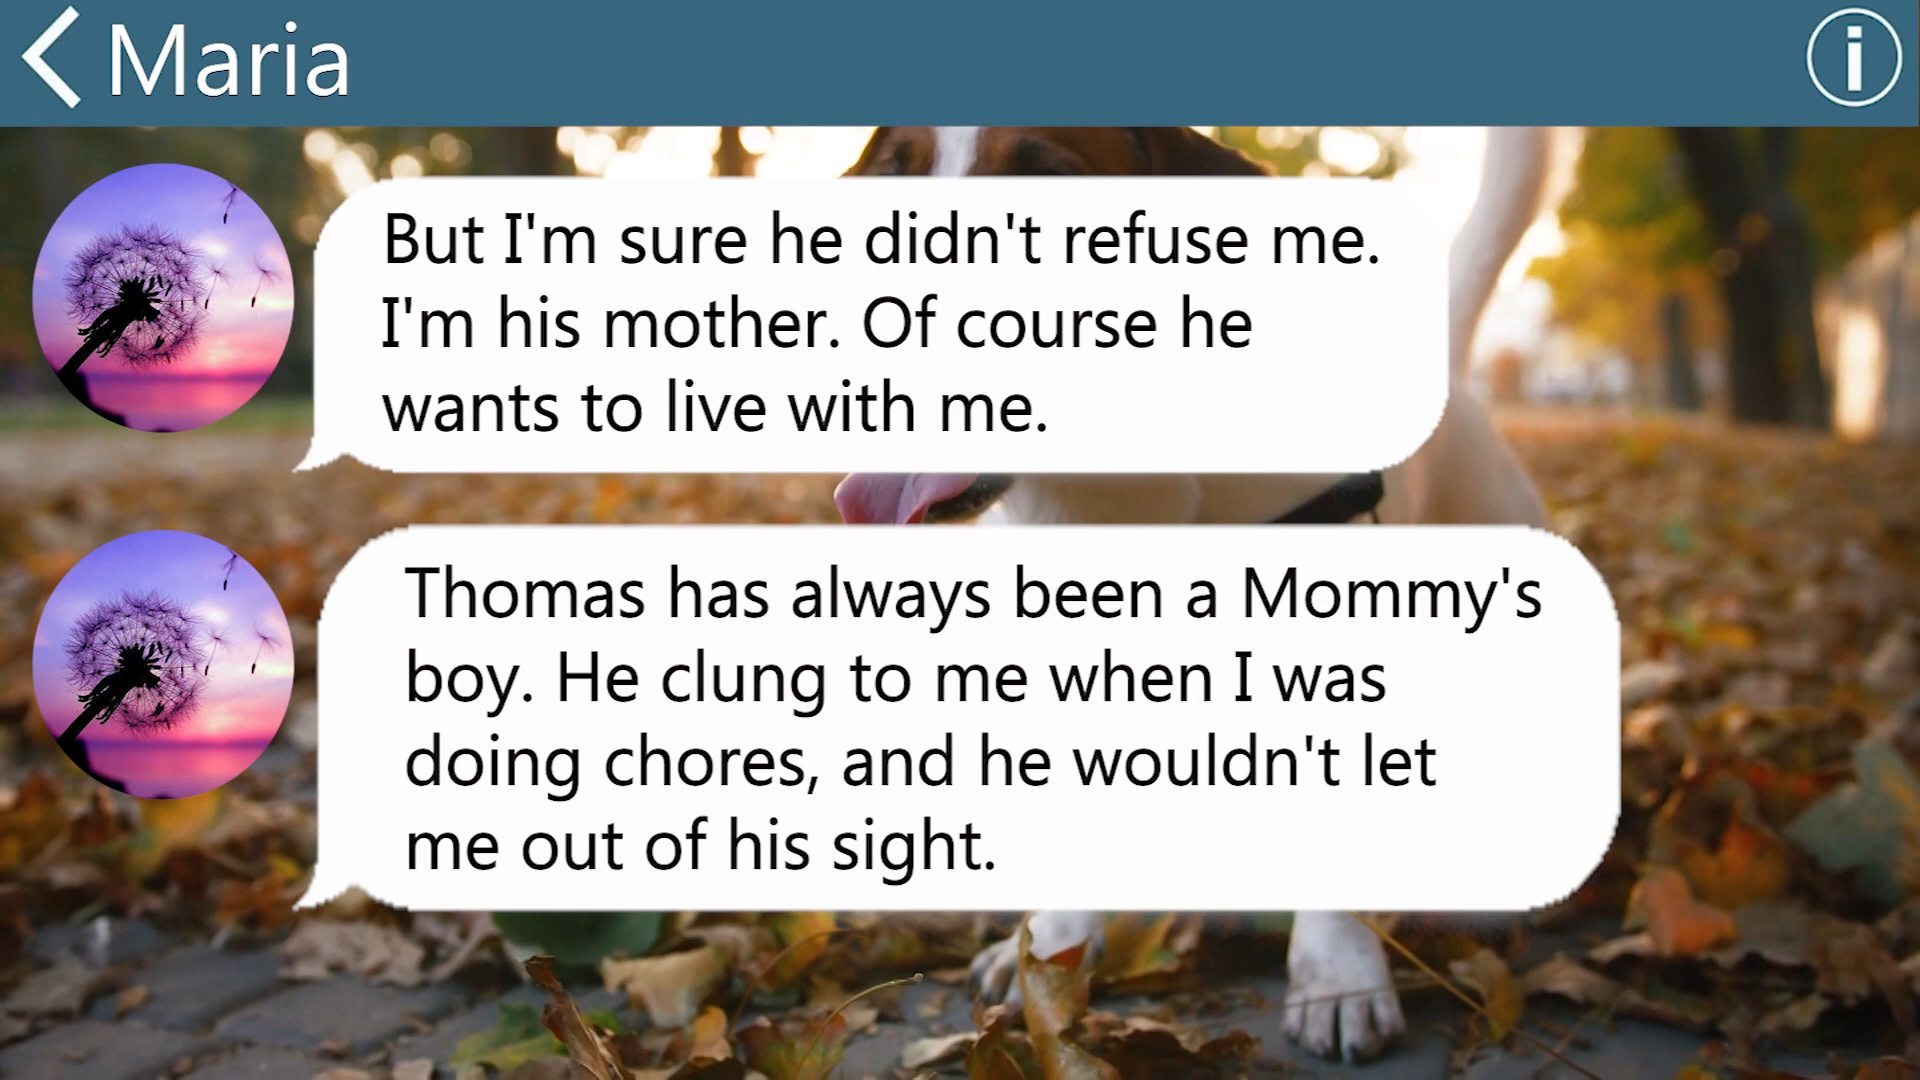 Maria
But I'm sure he didn't refuse me.
I'm his mother. Of course he
wants to live with me.
Thomas has always been a Mommy's
boy. He clung to me when I was
doing chores, and he wouldn't let
me out of his sight.